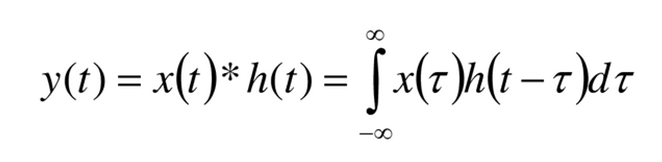 y(t) = x(t) * h(t) = ∫_{-∞}^{∞} x(τ)h(t − τ)dτ